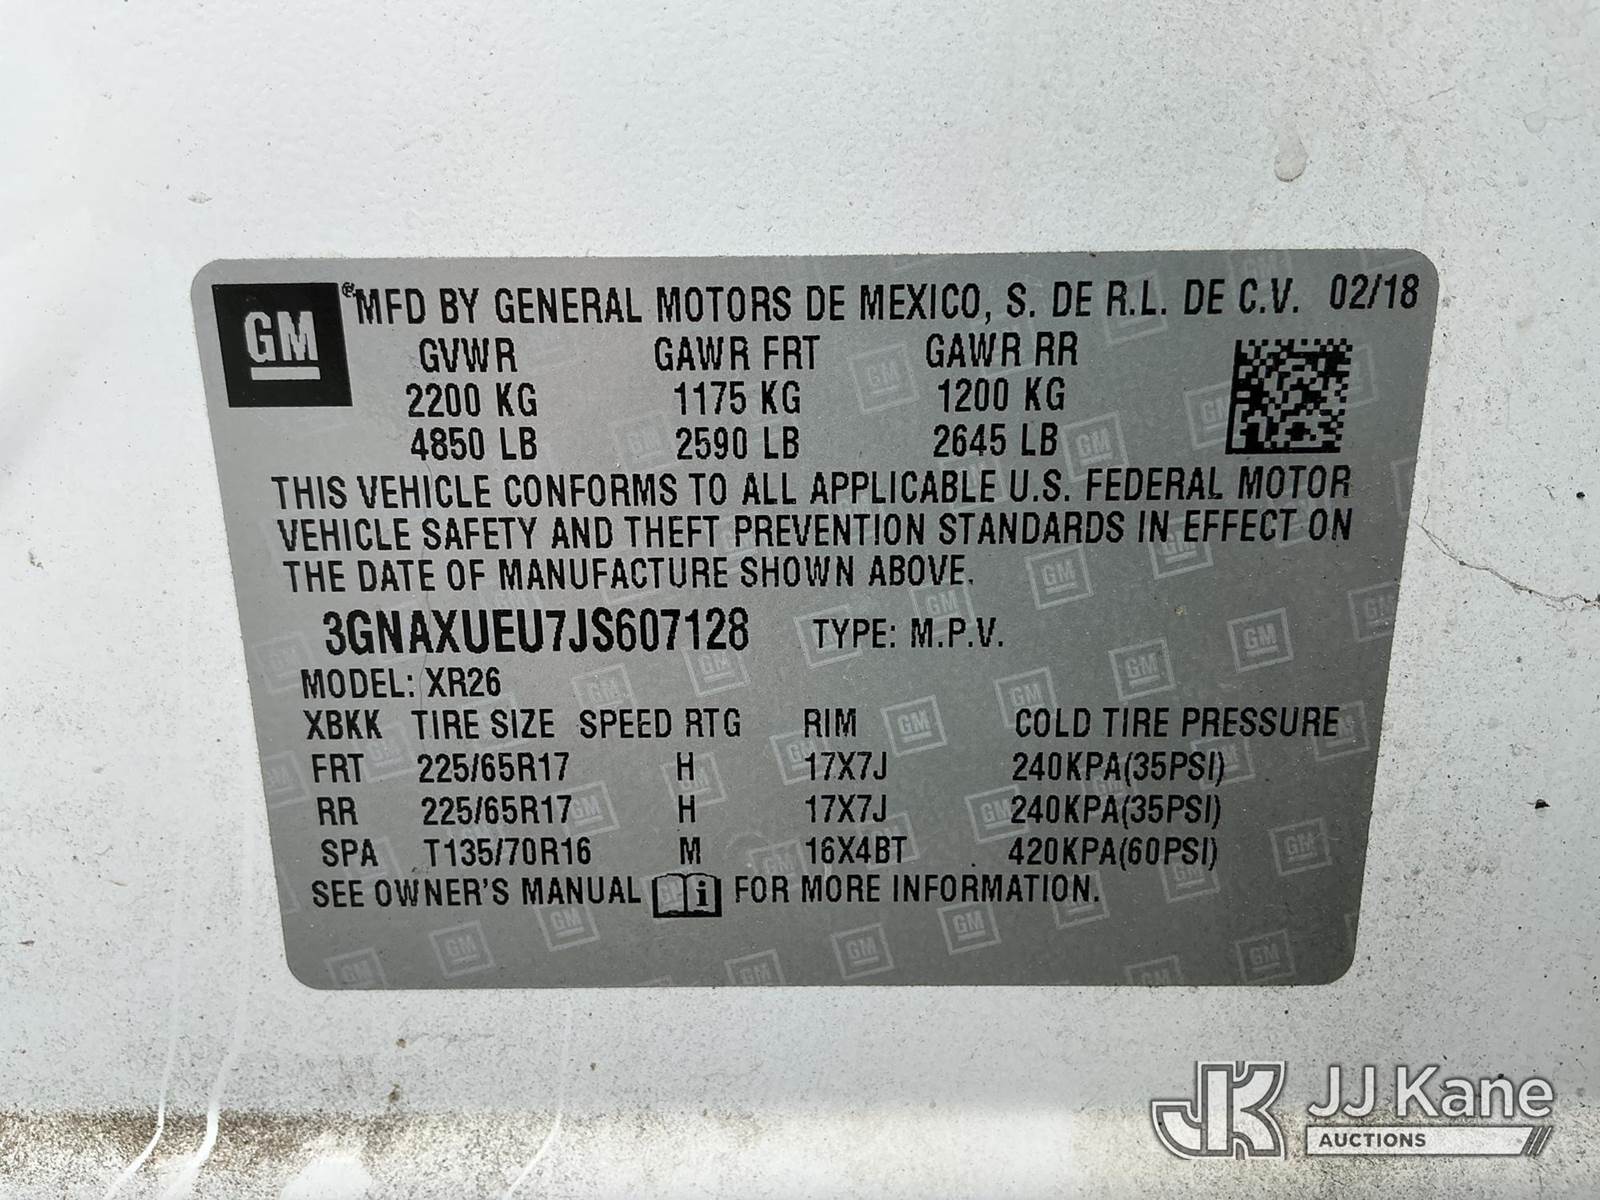 GM ® MFD BY GENERAL MOTORS DE MEXICO, S. DE R.L. DE C.V. 02/18
GVWR GAWR FRT GAWR RR
2200 KG 1175 KG 1200 KG
4850 LB 2590 LB 2645 LB
THIS VEHICLE CONFORMS TO ALL APPLICABLE U.S. FEDERAL MOTOR
VEHICLE SAFETY AND THEFT PREVENTION STANDARDS IN EFFECT ON
THE DATE OF MANUFACTURE SHOWN ABOVE.
3GNAXUEU7JS607128 TYPE: M.P.V.
MODEL: XR26
XBKK TIRE SIZE SPEED RTG RIM COLD TIRE PRESSURE
FRT 225/65R17 H 17X7J 240KPA(35PSI)
RR 225/65R17 H 17X7J 240KPA(35PSI)
SPA T135/70R16 M 16X4BT 420KPA(60PSI)
SEE OWNER'S MANUAL i FOR MORE INFORMATION.
JK JJ Kane
AUCTIONS